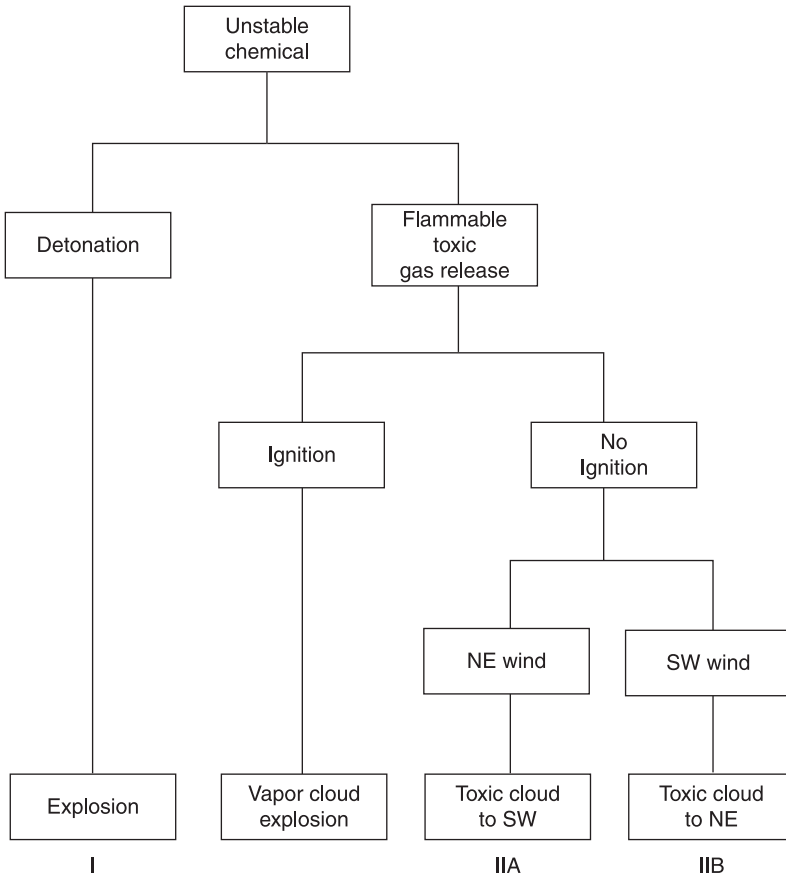 Unstable
chemical
Detonation
Flammable
toxic
gas release
Ignition
No
Ignition
NE wind
SW wind
Explosion
Vapor cloud
explosion
Toxic cloud
to SW
Toxic cloud
to NE
I
IIA
IIB